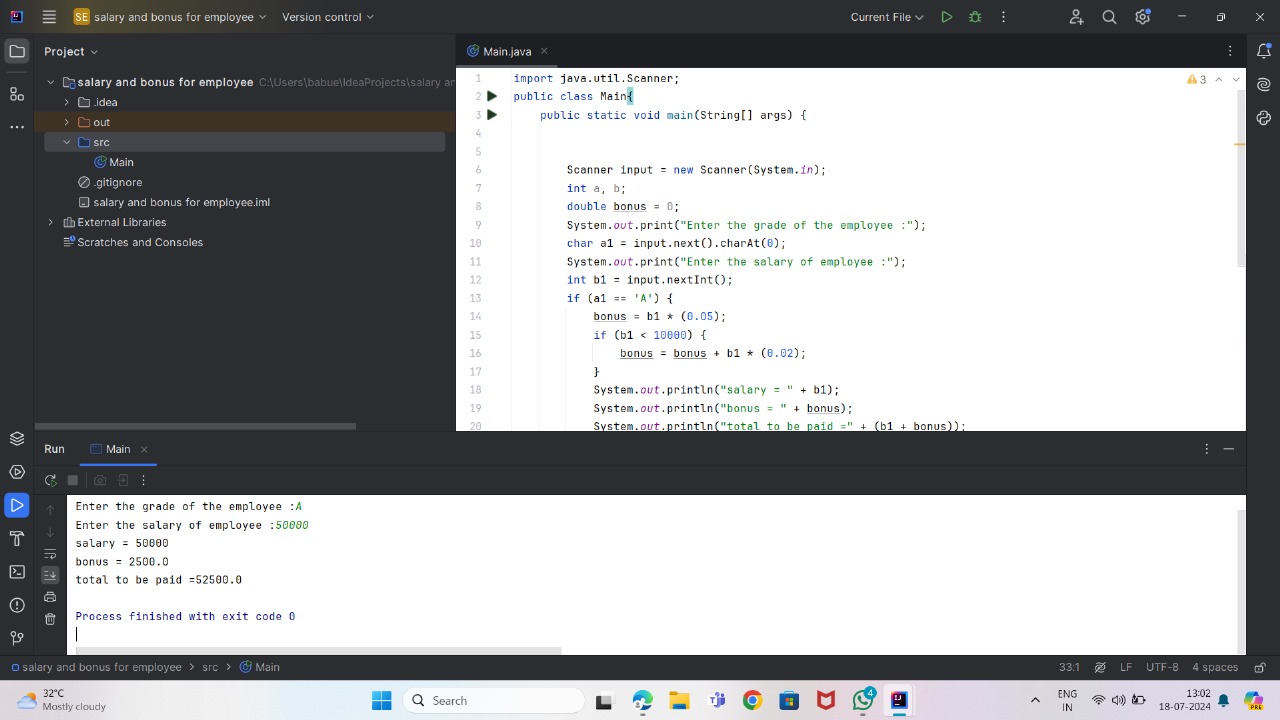 SE salary and bonus for employee Version control Current File
Project
Main.java
salary and bonus for employee C:\Users\babue\IdeaProjects\salary ar
.idea
out
src
Main
.gitignore
salary and bonus for employee.iml
External Libraries
Scratches and Consoles
3
1 import java.util.Scanner;
2 public class Main{
3 public static void main(String[] args) {
4
5
6 Scanner input = new Scanner(System.in);
7 int a, b;
8 double bonus = 0;
9 System.out.print("Enter the grade of the employee :");
10 char a1 = input.next().charAt(0);
11 System.out.print("Enter the salary of employee :");
12 int b1 = input.nextInt();
13 if (a1 == 'A') {
14 bonus = b1 * (0.05);
15 if (b1 < 10000) {
16 bonus = bonus + b1 * (0.02);
17 }
18 System.out.println("salary = " + b1);
19 System.out.println("bonus = " + bonus);
20 System.out.println("total to be paid =" + (b1 + bonus));
Run Main
Enter the grade of the employee :A
Enter the salary of employee :50000
salary = 50000
bonus = 2500.0
total to be paid =52500.0
Process finished with exit code 0
salary and bonus for employee > src > Main 33:1 LF UTF-8 4 spaces
32°C
Mostly cloudy
Search
4
ENG
IN
13:02
18-07-2024
PRE